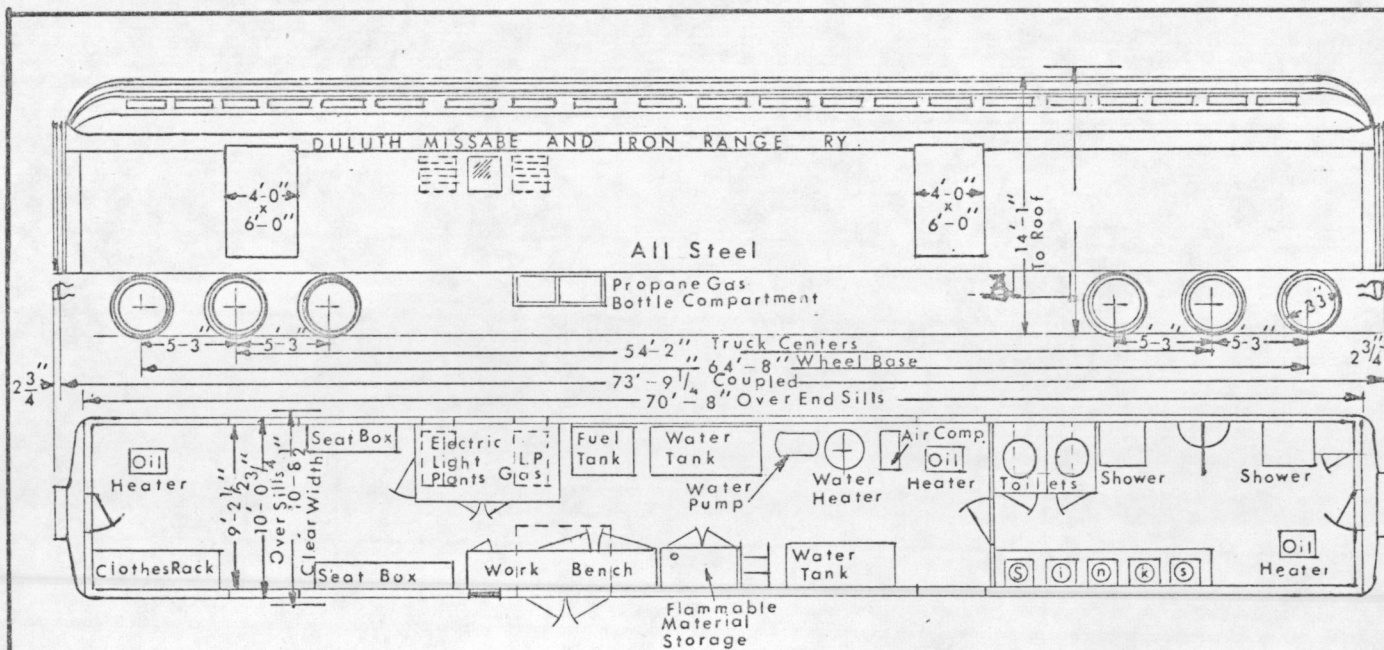 DULUTH MISSABE AND IRON RANGE RY.
4'-0"
x
6'-0"
4'-0"
x
6'-0"
14'-1"
To Roof
All Steel
Propane Gas
Bottle Compartment
33"
5-3"
5-3"
5'-3"
5'-3"
54'-2" Truck Centers
64'-8" Wheel Base
2 3/4"
73'-9 1/4" Coupled
2 3/4"
70'-8" Over End Sills
Seat Box
Electric
Light
Plants
L.P.
Gas
Fuel
Tank
Water
Tank
Water
Pump
Water
Heater
Air Comp.
Oil
Heater
Toilets
Shower
Shower
Oil
Heater
9'-2 1/2"
10'-0 3/4"
Over Sills
Clear Width
Clothes Rack
Seat Box
Work Bench
Flammable
Material
Storage
Water
Tank
Sinks
Oil
Heater